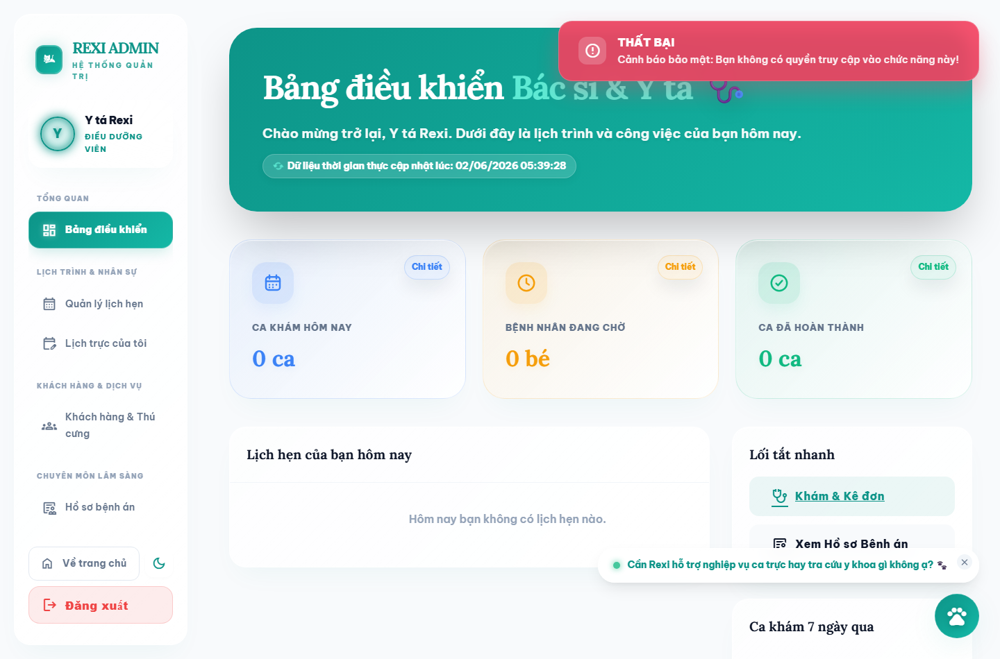 REXI ADMIN
HỆ THỐNG QUẢN
TRỊ
Y
Y tá Rexi
ĐIỀU DƯỠNG
VIÊN
TỔNG QUAN
Bảng điều khiển
LỊCH TRÌNH & NHÂN SỰ
Quản lý lịch hẹn
Lịch trực của tôi
KHÁCH HÀNG & DỊCH VỤ
Khách hàng & Thú
cưng
CHUYÊN MÔN LÂM SÀNG
Hồ sơ bệnh án
Về trang chủ
Đăng xuất
THẤT BẠI
Cảnh báo bảo mật: Bạn không có quyền truy cập vào chức năng này!
Bảng điều khiển Bác sĩ & Y tá
Chào mừng trở lại, Y tá Rexi. Dưới đây là lịch trình và công việc của bạn hôm nay.
Dữ liệu thời gian thực cập nhật lúc: 02/06/2026 05:39:28
Chi tiết
CA KHÁM HÔM NAY
0 ca
Chi tiết
BỆNH NHÂN ĐANG CHỜ
0 bé
Chi tiết
CA ĐÃ HOÀN THÀNH
0 ca
Lịch hẹn của bạn hôm nay
Hôm nay bạn không có lịch hẹn nào.
Lối tắt nhanh
Khám & Kê đơn
Xem Hồ sơ Bệnh án
Cần Rexi hỗ trợ nghiệp vụ ca trực hay tra cứu y khoa gì không ạ?
Ca khám 7 ngày qua